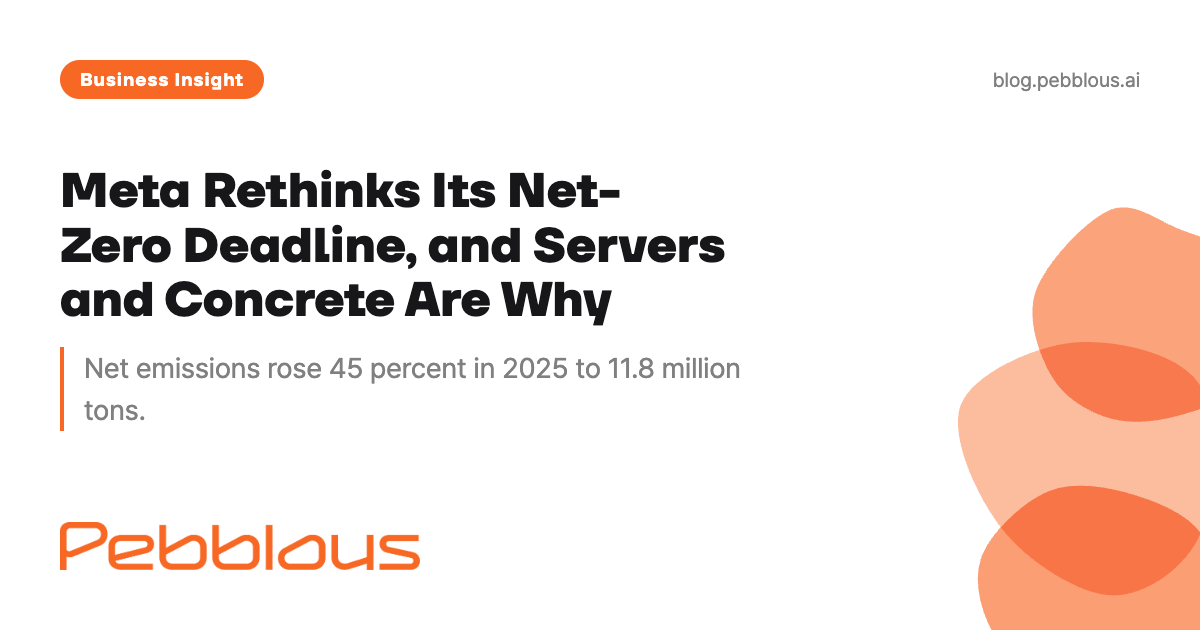 Business Insight
blog.pebblous.ai
Meta Rethinks Its Net-
Zero Deadline, and Servers
and Concrete Are Why
Net emissions rose 45 percent in 2025 to 11.8 million
tons.
Pebblous